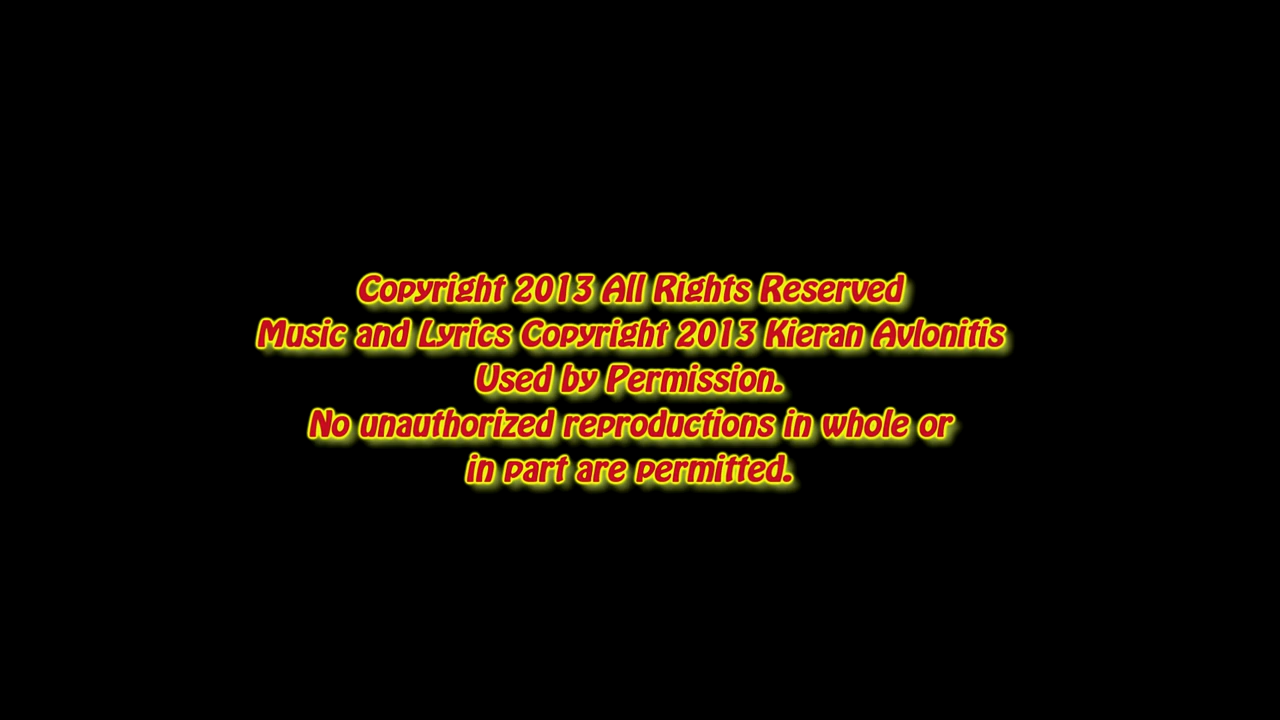 Copyright 2013 All Rights Reserved
Music and Lyrics Copyright 2013 Kieran Avlonitis
Used by Permission.
No unauthorized reproductions in whole or
in part are permitted.